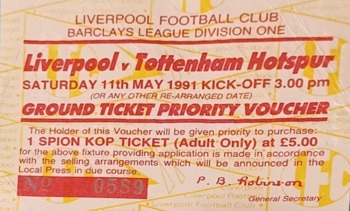 LIVERPOOL FOOTBALL CLUB
BARCLAYS LEAGUE DIVISION ONE
Liverpool v Tottenham Hotspur
SATURDAY 11th MAY 1991 KICK-OFF 3.00 pm
(OR ANY OTHER RE-ARRANGED DATE)
GROUND TICKET PRIORITY VOUCHER
The Holder of this Voucher will be given priority to purchase:
1 SPION KOP TICKET (Adult Only) at £5.00
for the above fixture providing application is made in
accordance with the selling arrangements which will be announced in the
Local Press in due course.
No 0589
P. B. Robinson
General Secretary
Liverpool Football Club